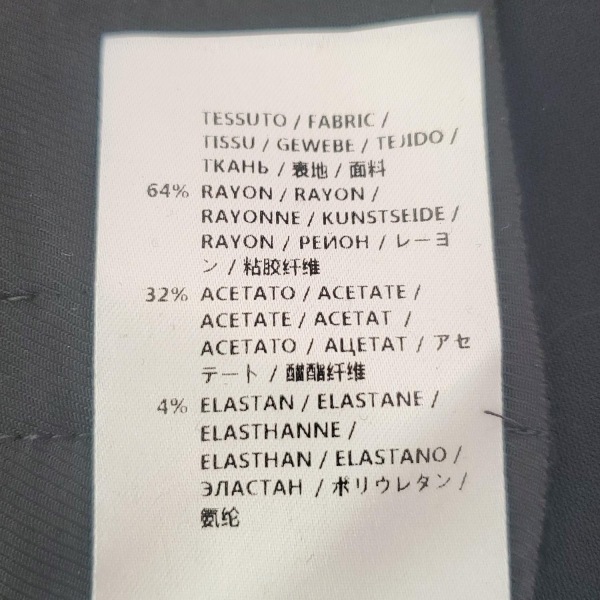 TESSUTO / FABRIC /
TISSU / GEWEBE / TEJIDO /
ТКАНЬ / 表地 / 面料
64% RAYON / RAYON /
RAYONNE / KUNSTSEIDE /
RAYON / РЕЙОН / レーヨ
ン / 粘胶纤维
32% ACETATO / ACETATE /
ACETATE / ACETAT /
ACETATO / АЦЕТАТ / アセ
テート / 醋酯纤维
4% ELASTAN / ELASTANE /
ELASTHANNE /
ELASTHAN / ELASTANO /
ЭЛАСТАН / ポリウレタン /
氨纶